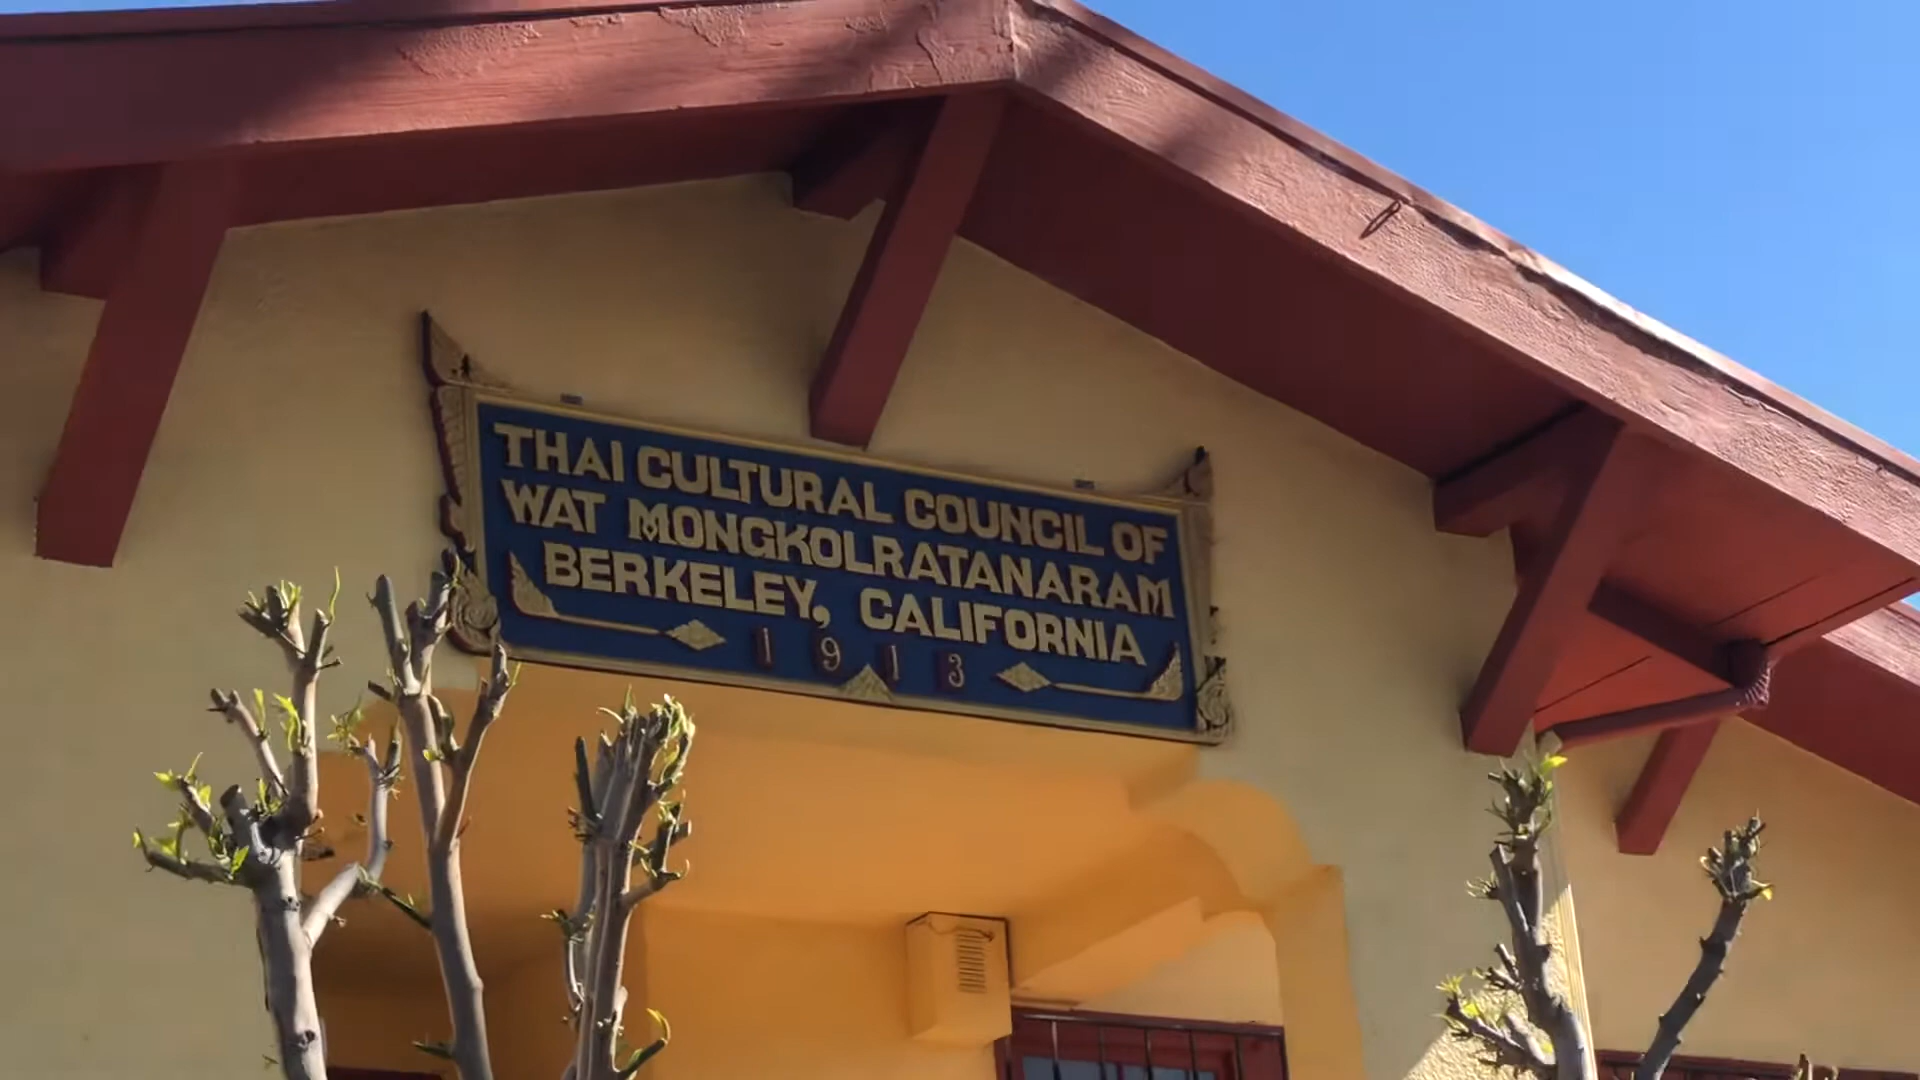 THAI CULTURAL COUNCIL OF
WAT MONGKOLRATANARAM
BERKELEY, CALIFORNIA
1913